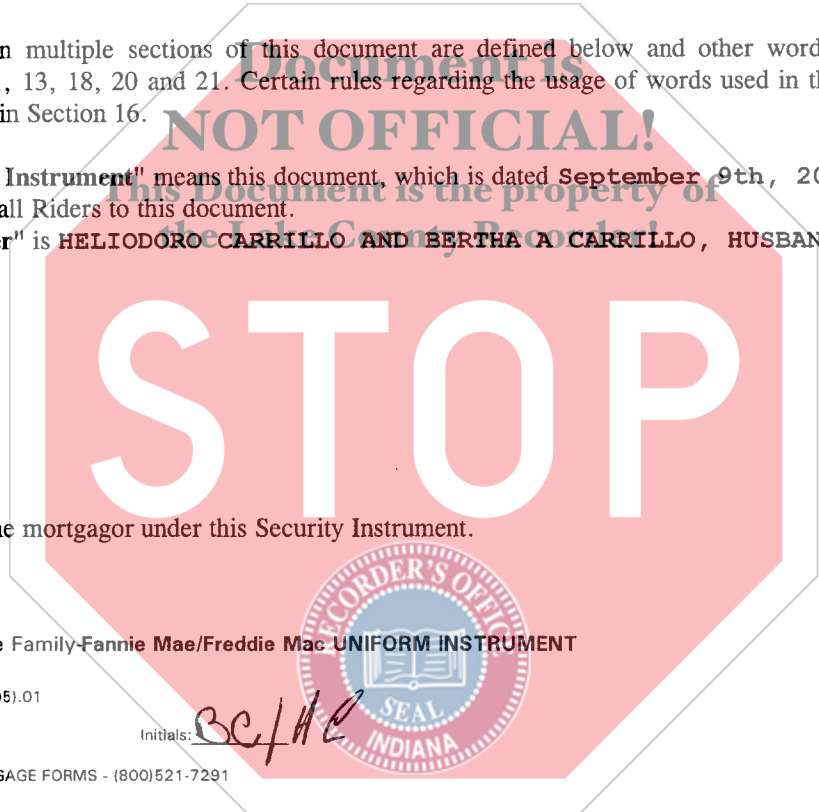 n multiple sections of this document are defined below and other word
, 13, 18, 20 and 21. Certain rules regarding the usage of words used in th
in Section 16.
Document is
NOT OFFICIAL!
This Document is the property of
the Lake County Recorder!
Instrument" means this document, which is dated September 9th, 20
all Riders to this document.
r" is HELIODORO CARRILLO AND BERTHA A CARRILLO, HUSBAN
STOP
e mortgagor under this Security Instrument.
RECORDER'S OFFICE
SEAL
INDIANA
e Family-Fannie Mae/Freddie Mac UNIFORM INSTRUMENT
05).01
Initials: BC/HC
GAGE FORMS - (800)521-7291